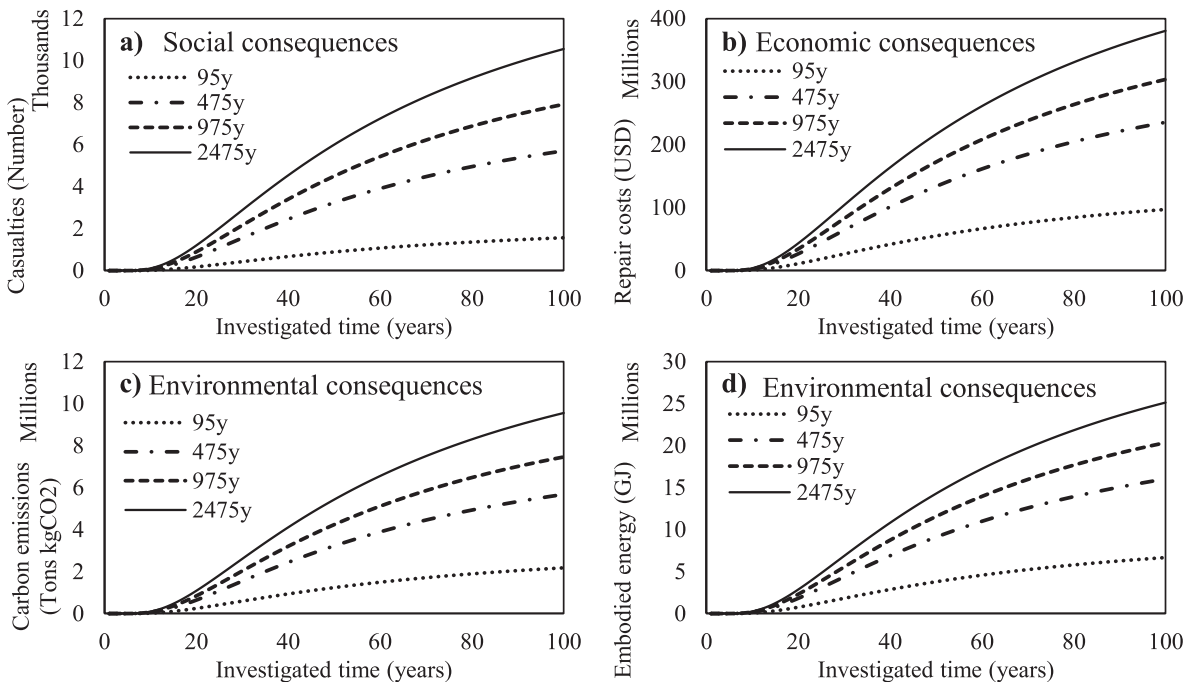 a) Social consequences
95y
475y
975y
2475y
Casualties (Number)
Thousands
12
10
8
6
4
2
0
0 20 40 60 80 100
Investigated time (years)
b) Economic consequences
95y
475y
975y
2475y
Repair costs (USD)
Millions
400
300
200
100
0
0 20 40 60 80 100
Investigated time (years)
c) Environmental consequences
95y
475y
975y
2475y
Carbon emissions
(Tons kgCO2)
Millions
12
10
8
6
4
2
0
0 20 40 60 80 100
Investigated time (years)
d) Environmental consequences
95y
475y
975y
2475y
Embodied energy (GJ)
Millions
30
25
20
15
10
5
0
0 20 40 60 80 100
Investigated time (years)